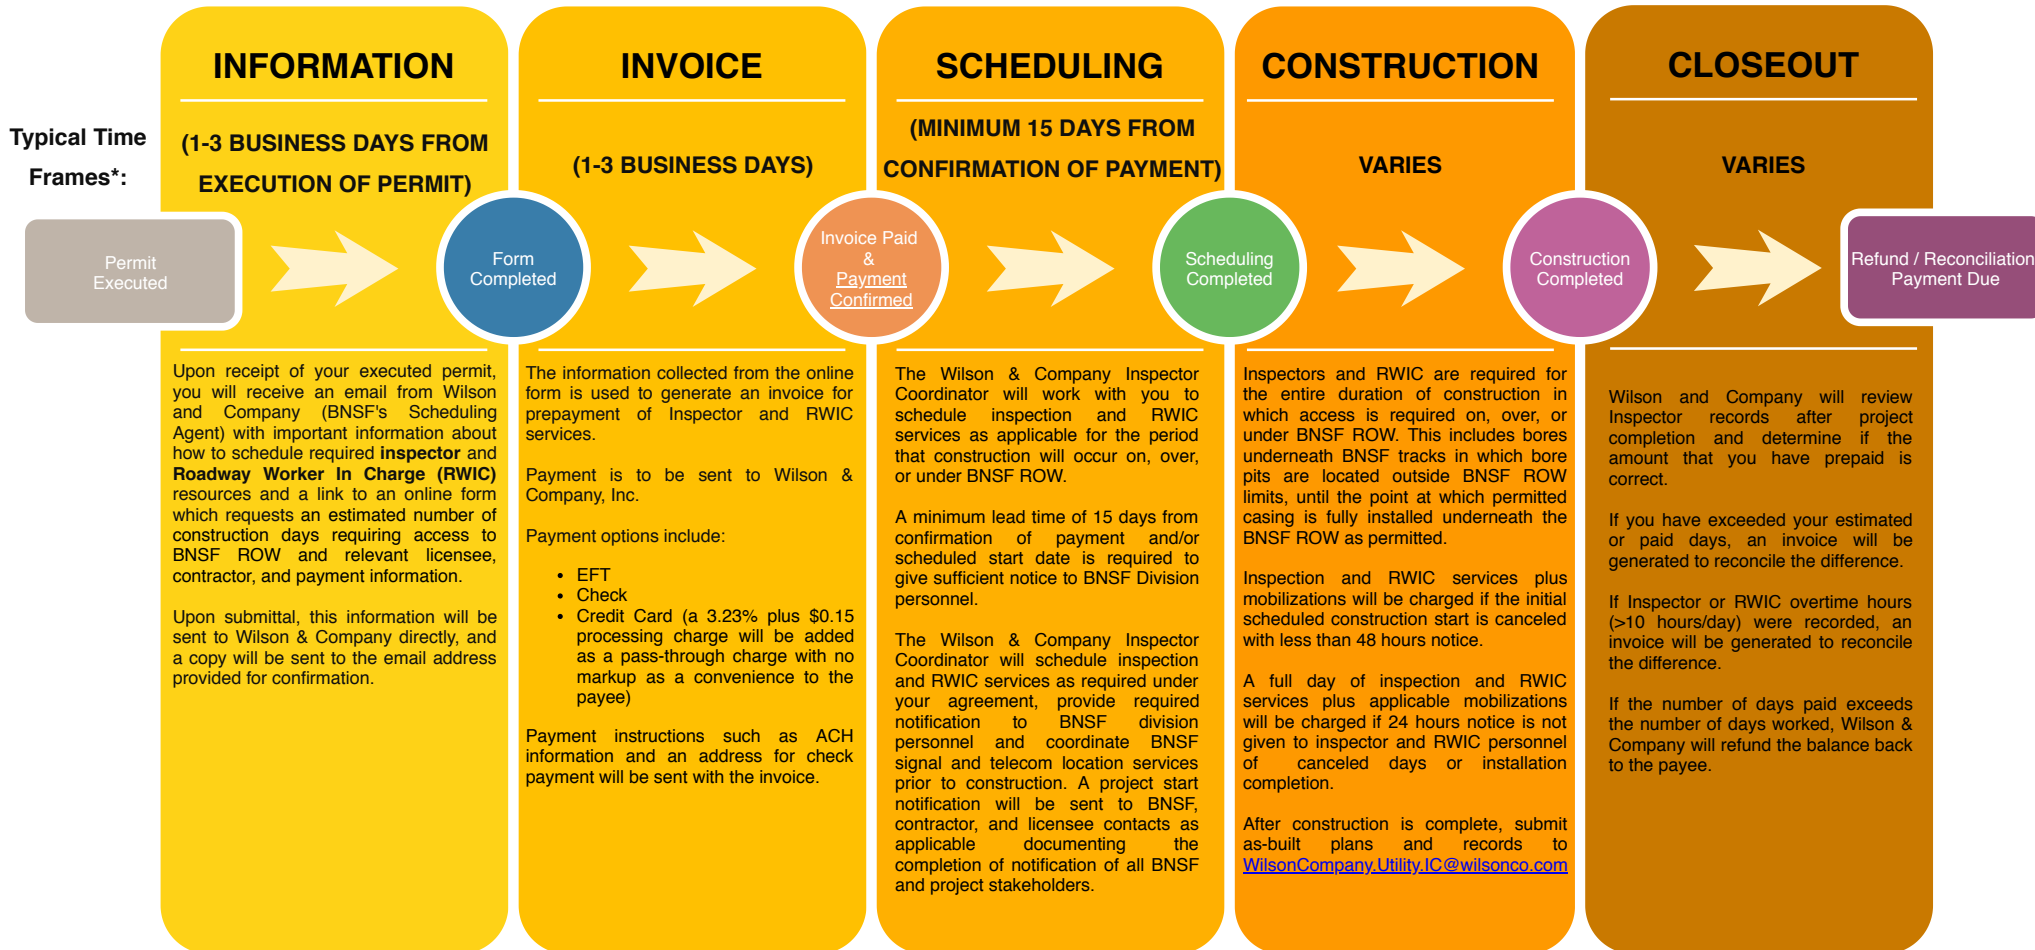 Typical Time
Frames*:
INFORMATION
(1-3 BUSINESS DAYS FROM
EXECUTION OF PERMIT)
INVOICE
(1-3 BUSINESS DAYS)
SCHEDULING
(MINIMUM 15 DAYS FROM
CONFIRMATION OF PAYMENT)
CONSTRUCTION
VARIES
CLOSEOUT
VARIES
Permit
Executed
Form
Completed
Invoice Paid
&
Payment
Confirmed
Scheduling
Completed
Construction
Completed
Refund / Reconciliation
Payment Due
Upon receipt of your executed permit,
you will receive an email from Wilson
and Company (BNSF's Scheduling
Agent) with important information about
how to schedule required inspector and
Roadway Worker In Charge (RWIC)
resources and a link to an online form
which requests an estimated number of
construction days requiring access to
BNSF ROW and relevant licensee,
contractor, and payment information.
Upon submittal, this information will be
sent to Wilson & Company directly, and
a copy will be sent to the email address
provided for confirmation.
The information collected from the online
form is used to generate an invoice for
prepayment of Inspector and RWIC
services.
Payment is to be sent to Wilson &
Company, Inc.
Payment options include:
• EFT
• Check
• Credit Card (a 3.23% plus $0.15
processing charge will be added
as a pass-through charge with no
markup as a convenience to the
payee)
Payment instructions such as ACH
information and an address for check
payment will be sent with the invoice.
The Wilson & Company Inspector
Coordinator will work with you to
schedule inspection and RWIC
services as applicable for the period
that construction will occur on, over,
or under BNSF ROW.
A minimum lead time of 15 days from
confirmation of payment and/or
scheduled start date is required to
give sufficient notice to BNSF Division
personnel.
The Wilson & Company Inspector
Coordinator will schedule inspection
and RWIC services as required under
your agreement, provide required
notification to BNSF division
personnel and coordinate BNSF
signal and telecom location services
prior to construction. A project start
notification will be sent to BNSF,
contractor, and licensee contacts as
applicable documenting the
completion of notification of all BNSF
and project stakeholders.
Inspectors and RWIC are required for
the entire duration of construction in
which access is required on, over, or
under BNSF ROW. This includes bores
underneath BNSF tracks in which bore
pits are located outside BNSF ROW
limits, until the point at which permitted
casing is fully installed underneath the
BNSF ROW as permitted.
Inspection and RWIC services plus
mobilizations will be charged if the initial
scheduled construction start is canceled
with less than 48 hours notice.
A full day of inspection and RWIC
services plus applicable mobilizations
will be charged if 24 hours notice is not
given to inspector and RWIC personnel
of canceled days or installation
completion.
After construction is complete, submit
as-built plans and records to
WilsonCompany.Utility.IC@wilsonco.com
Wilson and Company will review
Inspector records after project
completion and determine if the
amount that you have prepaid is
correct.
If you have exceeded your estimated
or paid days, an invoice will be
generated to reconcile the difference.
If Inspector or RWIC overtime hours
(>10 hours/day) were recorded, an
invoice will be generated to reconcile
the difference.
If the number of days paid exceeds
the number of days worked, Wilson &
Company will refund the balance back
to the payee.